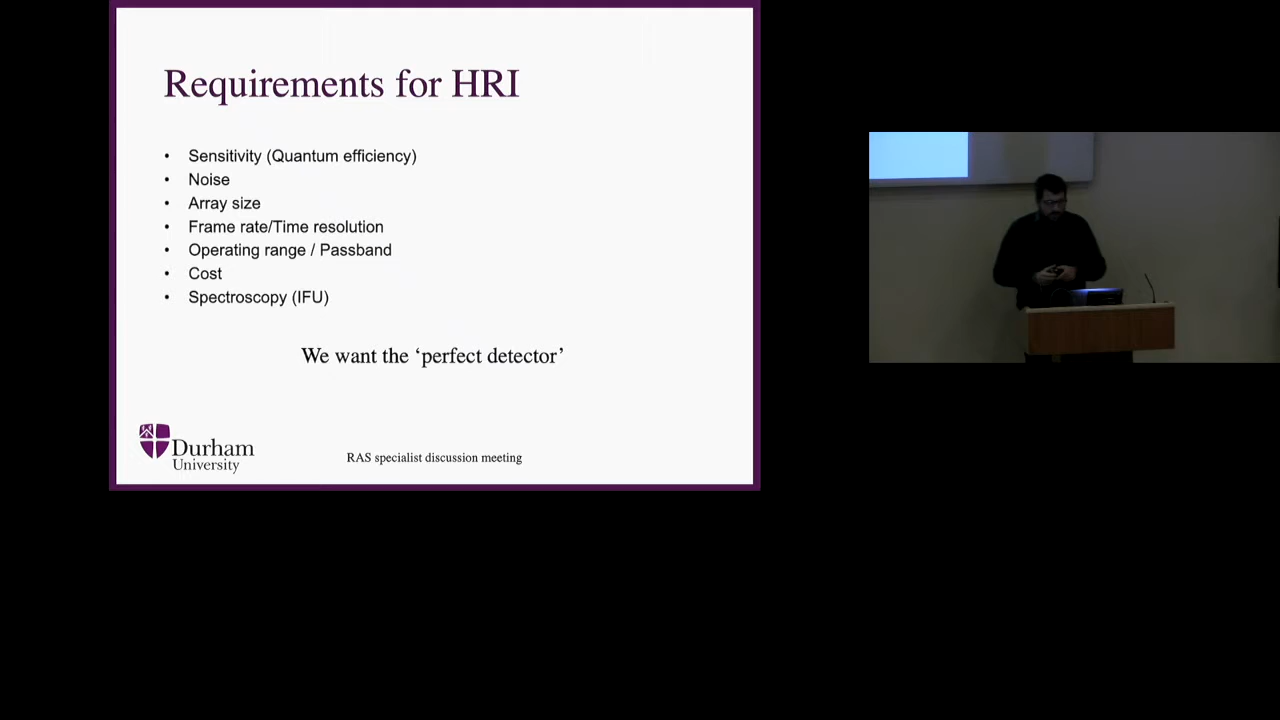 Requirements for HRI
• Sensitivity (Quantum efficiency)
• Noise
• Array size
• Frame rate/Time resolution
• Operating range / Passband
• Cost
• Spectroscopy (IFU)
We want the ‘perfect detector’
Durham
University
RAS specialist discussion meeting